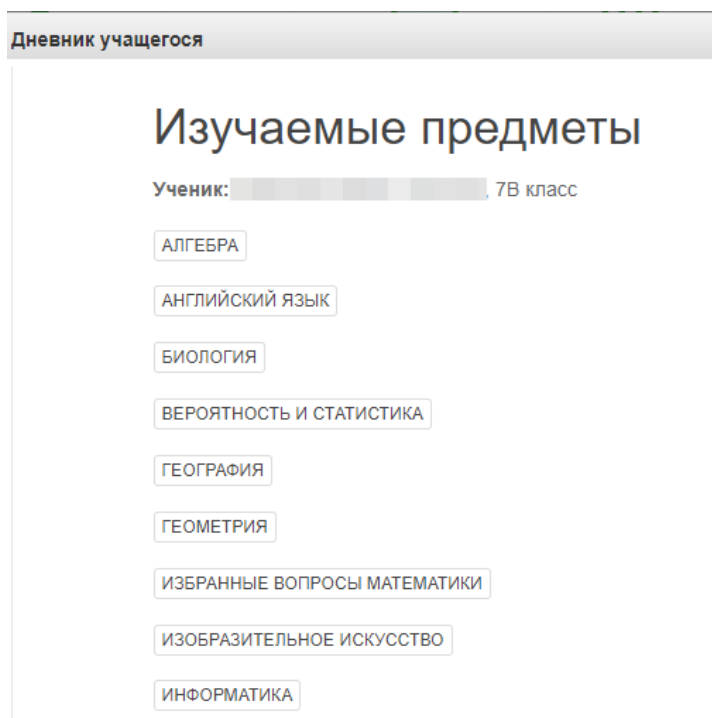 Дневник учащегося
Изучаемые предметы
Ученик: , 7В класс
АЛГЕБРА
АНГЛИЙСКИЙ ЯЗЫК
БИОЛОГИЯ
ВЕРОЯТНОСТЬ И СТАТИСТИКА
ГЕОГРАФИЯ
ГЕОМЕТРИЯ
ИЗБРАННЫЕ ВОПРОСЫ МАТЕМАТИКИ
ИЗОБРАЗИТЕЛЬНОЕ ИСКУССТВО
ИНФОРМАТИКА